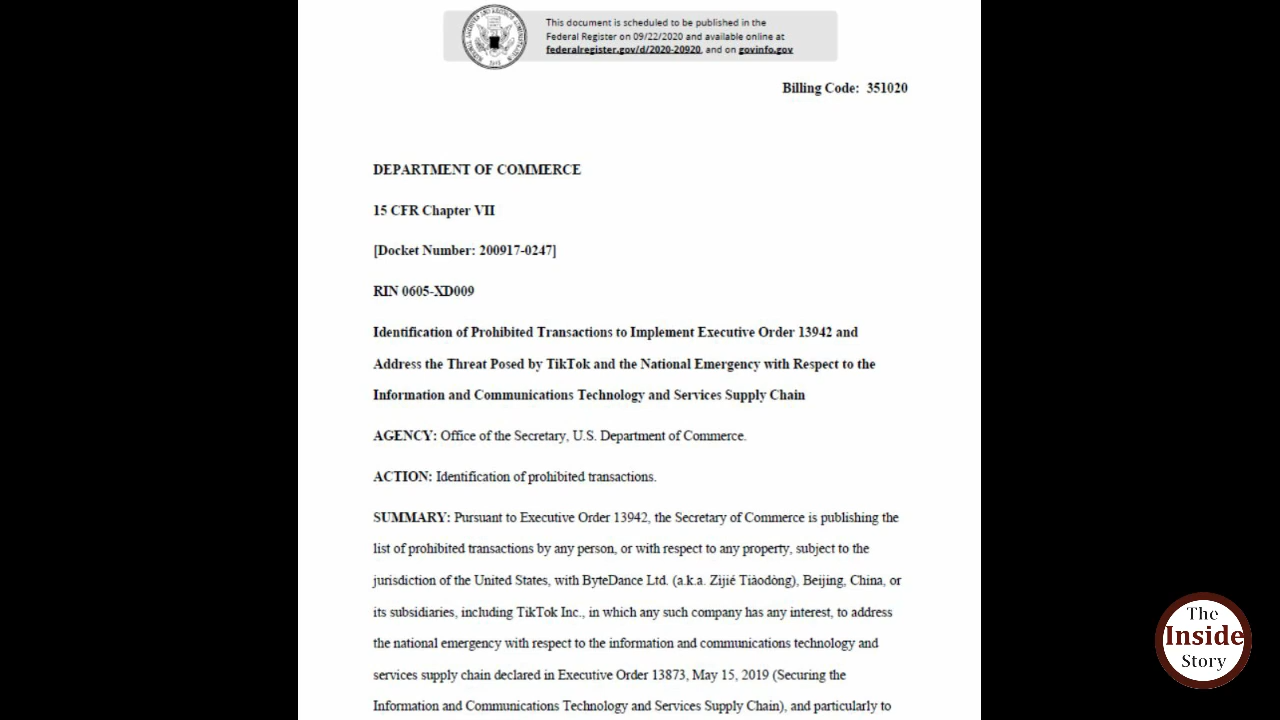 This document is scheduled to be published in the
Federal Register on 09/22/2020 and available online at
federalregister.gov/d/2020-20920, and on govinfo.gov
Billing Code: 351020
DEPARTMENT OF COMMERCE
15 CFR Chapter VII
[Docket Number: 200917-0247]
RIN 0605-XD009
Identification of Prohibited Transactions to Implement Executive Order 13942 and
Address the Threat Posed by TikTok and the National Emergency with Respect to the
Information and Communications Technology and Services Supply Chain
AGENCY: Office of the Secretary, U.S. Department of Commerce.
ACTION: Identification of prohibited transactions.
SUMMARY: Pursuant to Executive Order 13942, the Secretary of Commerce is publishing the
list of prohibited transactions by any person, or with respect to any property, subject to the
jurisdiction of the United States, with ByteDance Ltd. (a.k.a. Zijié Tiàodòng), Beijing, China, or
its subsidiaries, including TikTok Inc., in which any such company has any interest, to address
the national emergency with respect to the information and communications technology and
services supply chain declared in Executive Order 13873, May 15, 2019 (Securing the
Information and Communications Technology and Services Supply Chain), and particularly to
The
Inside
Story